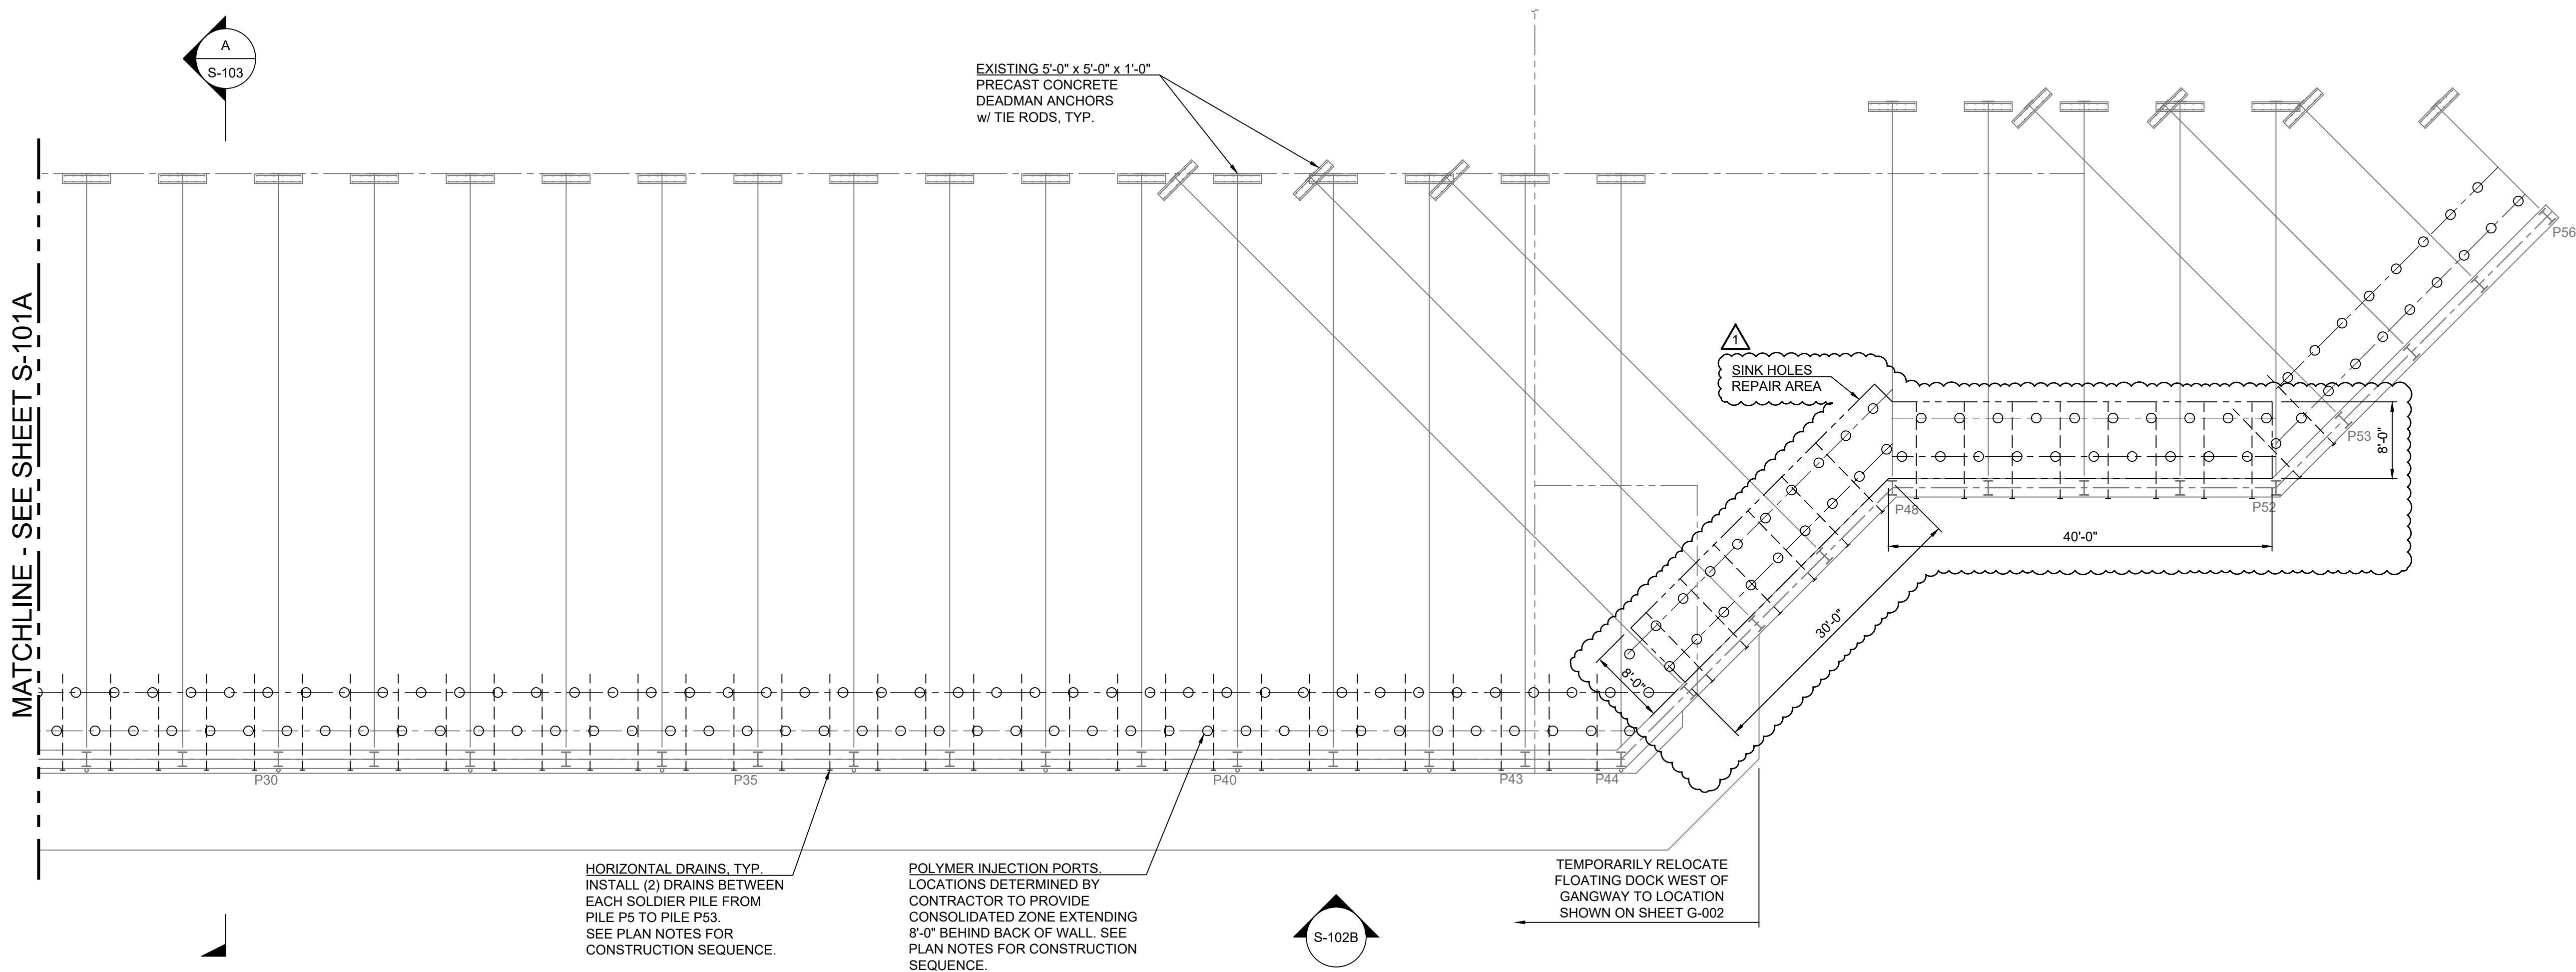 A
S-103
EXISTING 5'-0" x 5'-0" x 1'-0"
PRECAST CONCRETE
DEADMAN ANCHORS
w/ TIE RODS, TYP.
MATCHLINE - SEE SHEET S-101A
1
SINK HOLES
REPAIR AREA
P56
P53
8'-0"
P48
P52
40'-0"
30'-0"
8'-0"
P30
P35
P40
P43
P44
HORIZONTAL DRAINS, TYP.
INSTALL (2) DRAINS BETWEEN
EACH SOLDIER PILE FROM
PILE P5 TO PILE P53.
SEE PLAN NOTES FOR
CONSTRUCTION SEQUENCE.
POLYMER INJECTION PORTS.
LOCATIONS DETERMINED BY
CONTRACTOR TO PROVIDE
CONSOLIDATED ZONE EXTENDING
8'-0" BEHIND BACK OF WALL. SEE
PLAN NOTES FOR CONSTRUCTION
SEQUENCE.
S-102B
TEMPORARILY RELOCATE
FLOATING DOCK WEST OF
GANGWAY TO LOCATION
SHOWN ON SHEET G-002